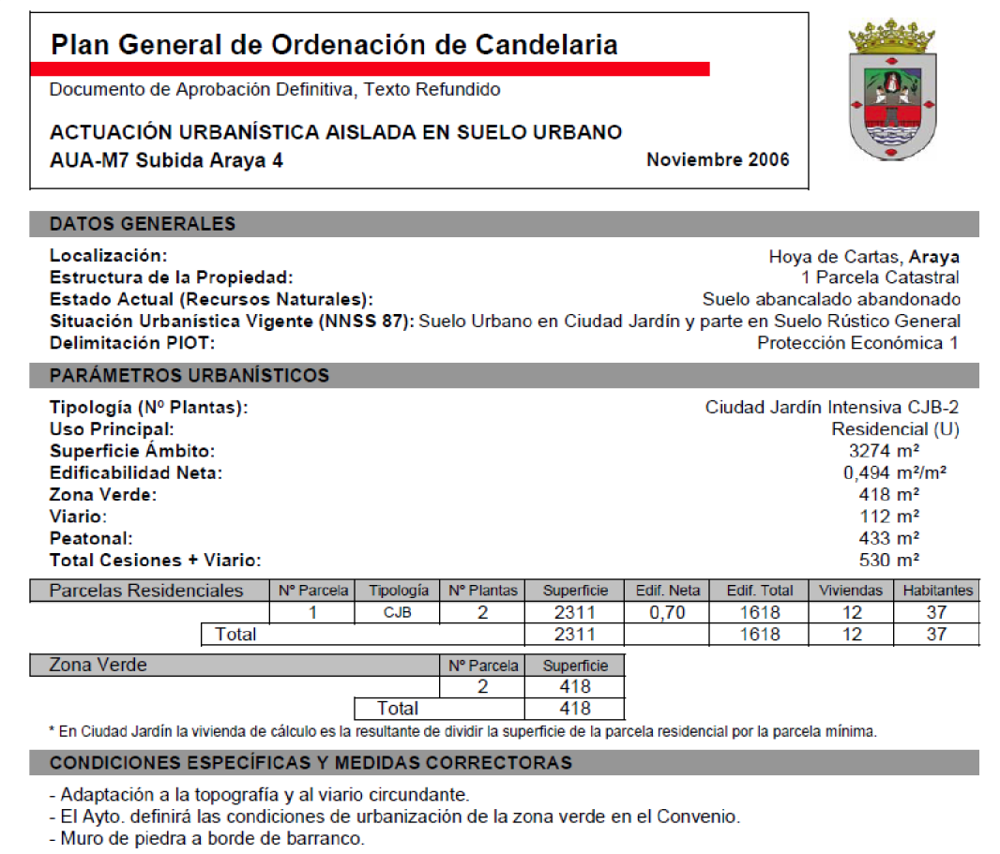 Plan General de Ordenación de Candelaria
Documento de Aprobación Definitiva, Texto Refundido
ACTUACIÓN URBANÍSTICA AISLADA EN SUELO URBANO
AUA-M7 Subida Araya 4 Noviembre 2006
DATOS GENERALES
Localización: Hoya de Cartas, Araya
Estructura de la Propiedad: 1 Parcela Catastral
Estado Actual (Recursos Naturales): Suelo abancalado abandonado
Situación Urbanística Vigente (NNSS 87): Suelo Urbano en Ciudad Jardín y parte en Suelo Rústico General
Delimitación PIOT: Protección Económica 1
PARÁMETROS URBANÍSTICOS
Tipología (Nº Plantas): Ciudad Jardín Intensiva CJB-2
Uso Principal: Residencial (U)
Superficie Ámbito: 3274 m²
Edificabilidad Neta: 0,494 m²/m²
Zona Verde: 418 m²
Viario: 112 m²
Peatonal: 433 m²
Total Cesiones + Viario: 530 m²
Parcelas Residenciales Nº Parcela Tipología Nº Plantas Superficie Edif. Neta Edif. Total Viviendas Habitantes
1 CJB 2 2311 0,70 1618 12 37
Total 2311 1618 12 37
Zona Verde Nº Parcela Superficie
2 418
Total 418
* En Ciudad Jardín la vivienda de cálculo es la resultante de dividir la superficie de la parcela residencial por la parcela mínima.
CONDICIONES ESPECÍFICAS Y MEDIDAS CORRECTORAS
- Adaptación a la topografía y al viario circundante.
- El Ayto. definirá las condiciones de urbanización de la zona verde en el Convenio.
- Muro de piedra a borde de barranco.